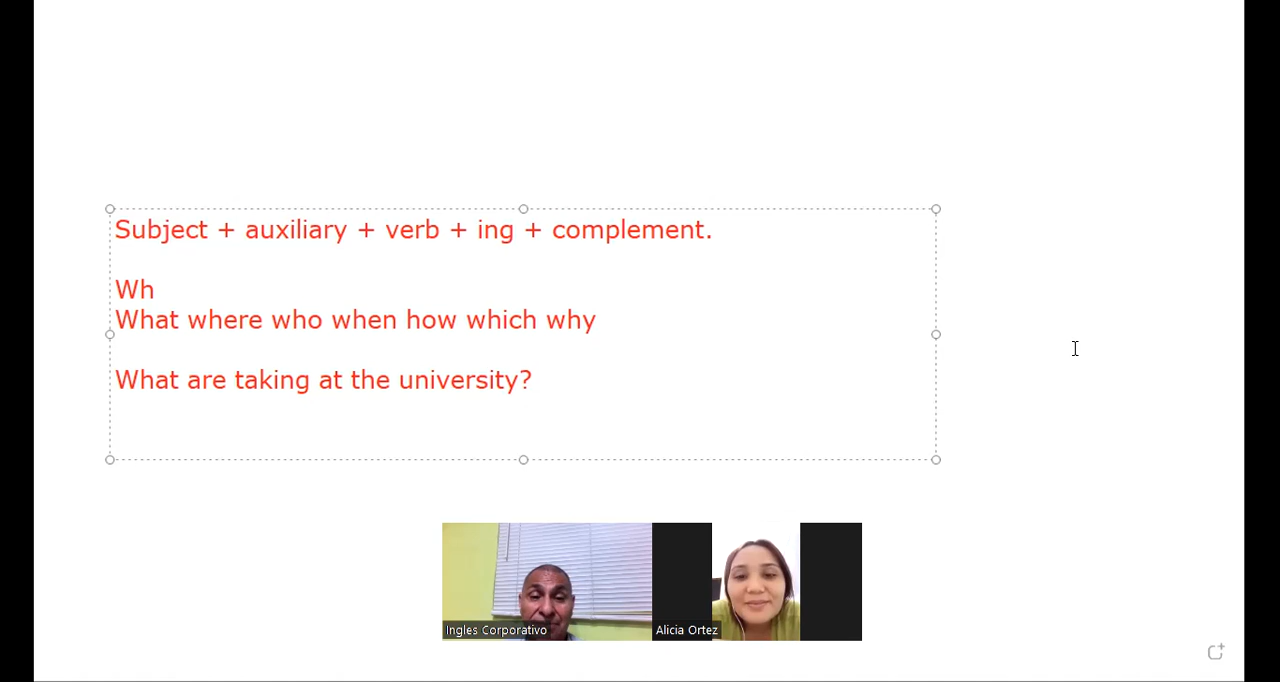 Subject + auxiliary + verb + ing + complement.
Wh
What where who when how which why
What are taking at the university?
Ingles Corporativo
Alicia Ortez